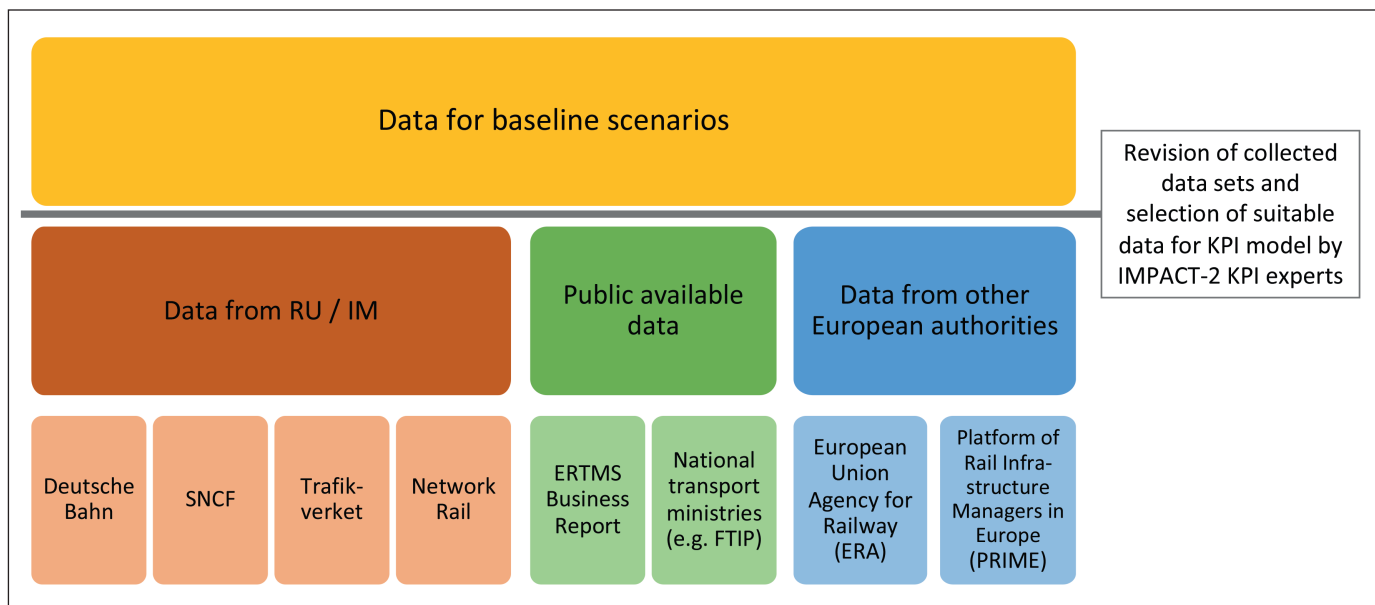 Data for baseline scenarios
Revision of collected
data sets and
selection of suitable
data for KPI model by
IMPACT-2 KPI experts
Data from RU / IM
Public available
data
Data from other
European authorities
Deutsche
Bahn
SNCF
Trafik-
verket
Network
Rail
ERTMS
Business
Report
National
transport
ministries
(e.g. FTIP)
European
Union
Agency for
Railway
(ERA)
Platform of
Rail Infra-
structure
Managers in
Europe
(PRIME)